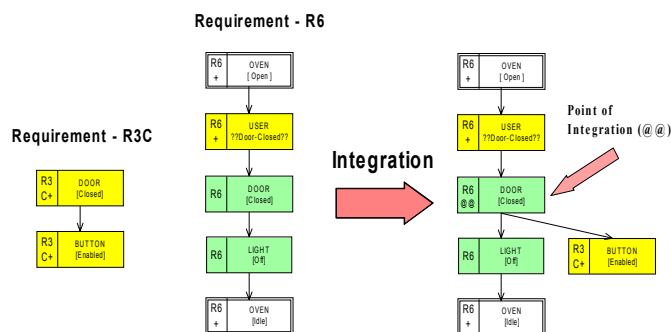 Requirement - R6
Requirement - R3C
R3
C+
DOOR
[Closed]
R3
C+
BUTTON
[Enabled]
R6
+
OVEN
[ Open ]
R6
+
USER
??Door-Closed??
R6
DOOR
[Closed]
R6
LIGHT
[Off]
R6
+
OVEN
[Idle]
Integration
R6
+
OVEN
[ Open ]
R6
+
USER
??Door-Closed??
R6
@@
DOOR
[Closed]
R6
LIGHT
[Off]
R3
C+
BUTTON
[Enabled]
R6
+
OVEN
[Idle]
Point of
Integration (@@)